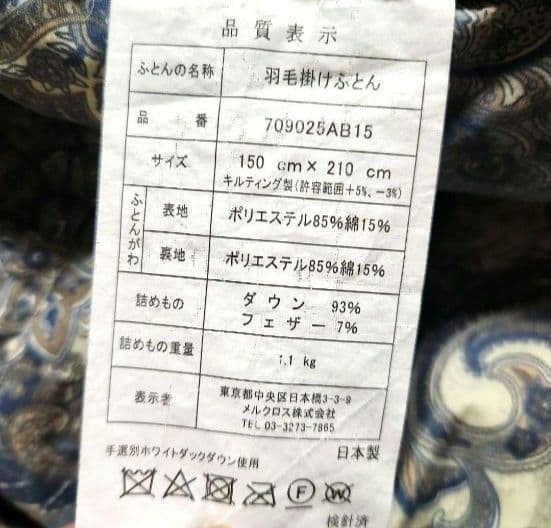 品質表示
ふとんの名称 羽毛掛けふとん
品番 709025AB15
サイズ 150 cm× 210 cm
キルティング製(許容範囲+5%、-3%)
ふとんがわ 表地 ポリエステル85%綿15%
裏地 ポリエステル85%綿15%
詰めもの ダウン 93%
フェザー 7%
詰めもの重量 1.1 kg
表示者 東京都中央区日本橋3-3-9
メルクロス株式会社
TEL 03-3273-7865
手選別ホワイトダックダウン使用 日本製
F W
検針済